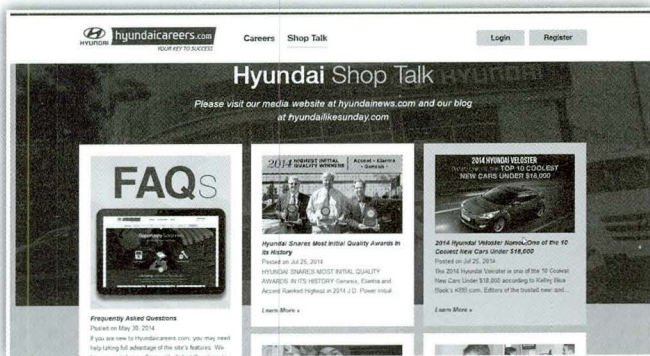 HYUNDAI
hyundaicareers.com
YOUR KEY TO SUCCESS
Careers
Shop Talk
Login
Register
Hyundai Shop Talk
Please visit our media website at hyundainews.com and our blog
at hyundailikesunday.com
FAQs
Frequently Asked Questions
Posted on May 30, 2014
If you are new to Hyundaicareers.com, you may need
help taking full advantage of the site's features. We
2014 HIGHEST INITIAL
QUALITY WINNERS
Accent • Elantra
• Genesis •
Hyundai Snares Most Initial Quality Awards in
its History
Posted on Jul 25, 2014
HYUNDAI SNARES MOST INITIAL QUALITY
AWARDS IN ITS HISTORY Genesis, Elantra and
Accent Ranked Highest in 2014 J.D. Power Initial
Learn More »
2014 HYUNDAI VELOSTER
TOP 10 COOLEST
NEW CARS UNDER $18,000
2014 Hyundai Veloster Named One of the 10
Coolest New Cars Under $18,000
Posted on Jul 25, 2014
The 2014 Hyundai Veloster is one of the 10 Coolest
New Cars Under $18,000 according to Kelley Blue
Book's KBB.com. Editors of the trusted new- and...
Learn More »